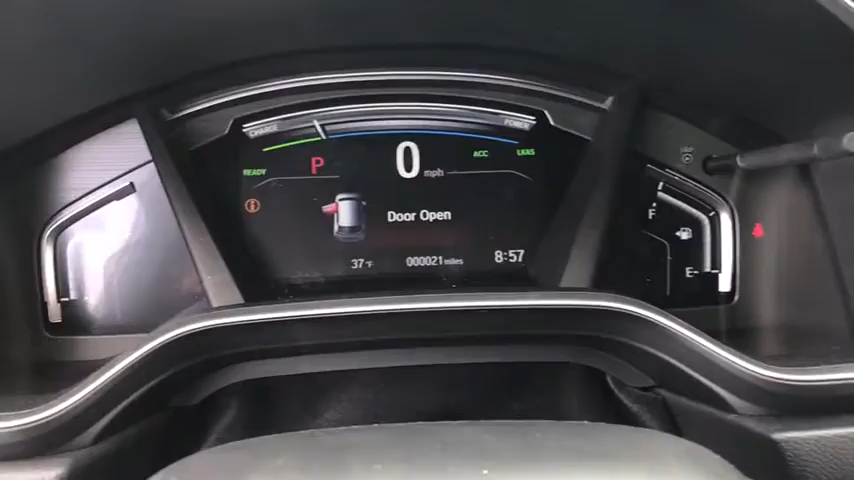 CHARGE
POWER
READY
P
0 mph
ACC
LKAS
Door Open
37°F
000021 miles
8:57
F
E